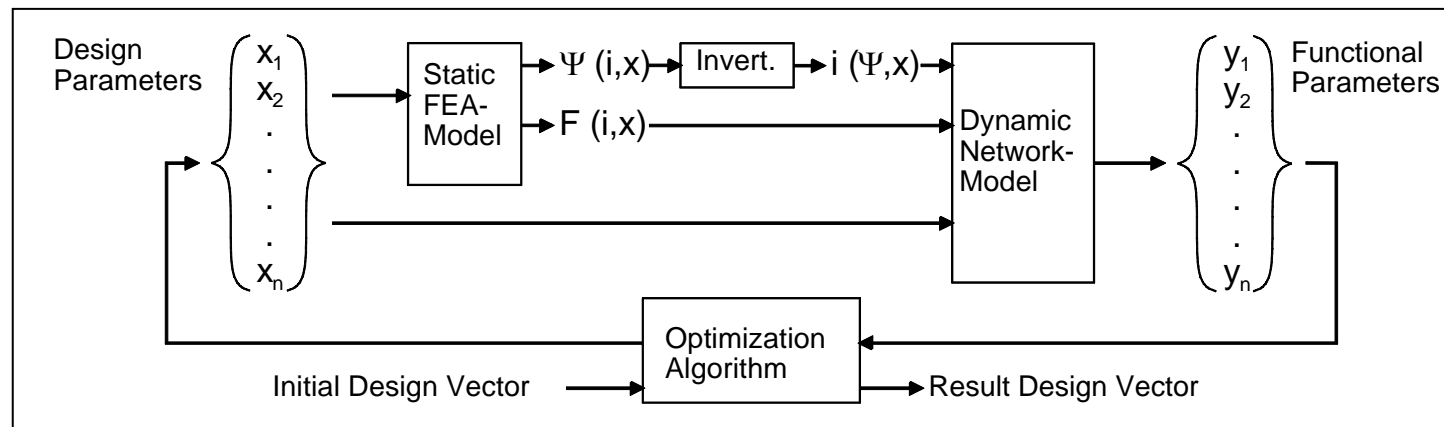 Design
Parameters
x1
x2
.
.
.
.
xn
Static
FEA-
Model
Ψ (i,x)
Invert.
i (Ψ,x)
F (i,x)
Dynamic
Network-
Model
y1
y2
.
.
.
.
yn
Functional
Parameters
Optimization
Algorithm
Initial Design Vector
Result Design Vector